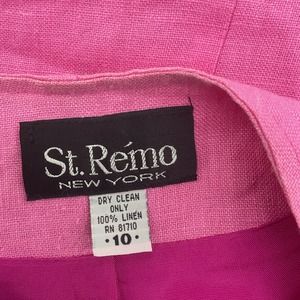 St. Rémo
NEW YORK
DRY CLEAN
ONLY
100% LINEN
RN 81710
· 10 ·